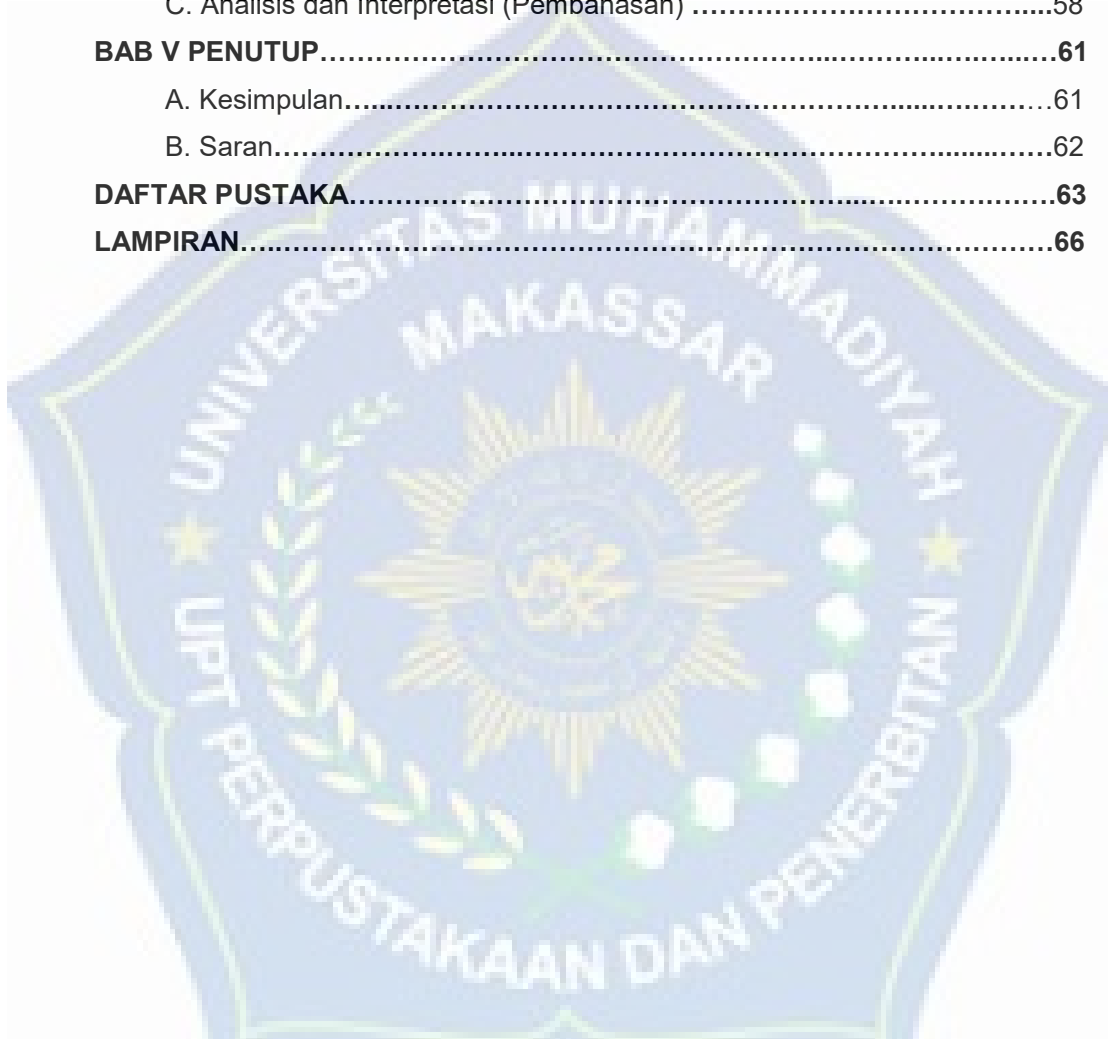 C. Analisis dan Interpretasi (Pembahasan) ……………………………....58
BAB V PENUTUP…………………………………………………………61
A. Kesimpulan…………………………………………………………61
B. Saran…………………………………………………………………62
DAFTAR PUSTAKA………………………………………………………63
LAMPIRAN…………………………………………………………………66
UNIVERSITAS MUHAMMADIYAH
MAKASSAR
UPT PERPUSTAKAAN DAN PENERBITAN